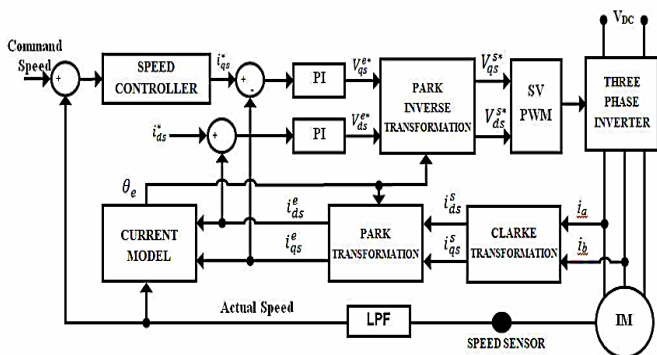 V_DC
Command
Speed
+
SPEED
CONTROLLER
i*_qs
-
PI
V^e*_qs
PARK
INVERSE
TRANSFORMATION
V^s*_qs
SV
PWM
THREE
PHASE
INVERTER
i*_ds
+
PI
V^e*_ds
V^s*_ds
θ_e
CURRENT
MODEL
i^e_ds
i^e_qs
PARK
TRANSFORMATION
i^s_ds
i^s_qs
CLARKE
TRANSFORMATION
i_a
i_b
Actual Speed
LPF
SPEED SENSOR
IM